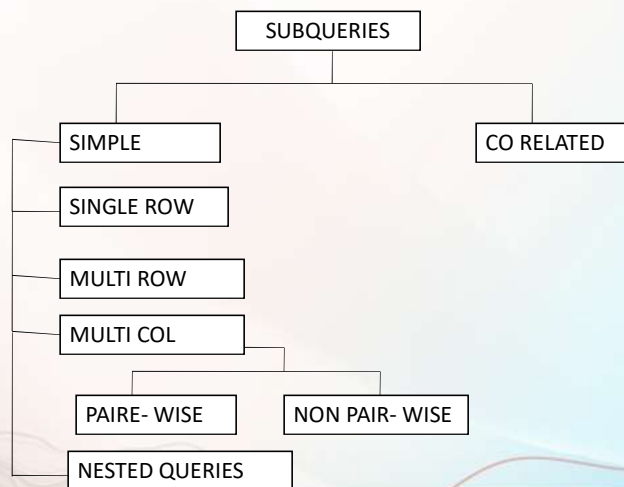 SUBQUERIES
SIMPLE
CO RELATED
SINGLE ROW
MULTI ROW
MULTI COL
PAIRE- WISE
NON PAIR- WISE
NESTED QUERIES